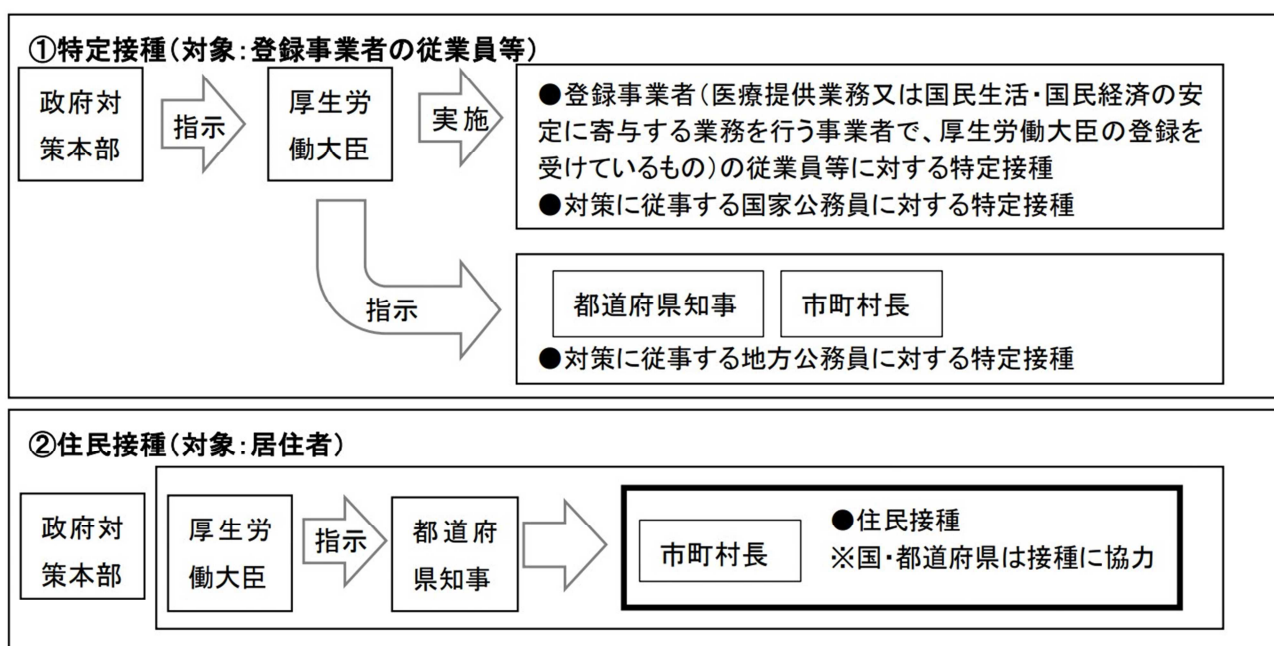 ①特定接種(対象:登録事業者の従業員等)
政府対
策本部
指示
厚生労
働大臣
実施
●登録事業者(医療提供業務又は国民生活・国民経済の安
定に寄与する業務を行う事業者で、厚生労働大臣の登録を
受けているもの)の従業員等に対する特定接種
●対策に従事する国家公務員に対する特定接種
指示
都道府県知事
市町村長
●対策に従事する地方公務員に対する特定接種
②住民接種(対象:居住者)
政府対
策本部
厚生労
働大臣
指示
都道府
県知事
市町村長
●住民接種
※国・都道府県は接種に協力